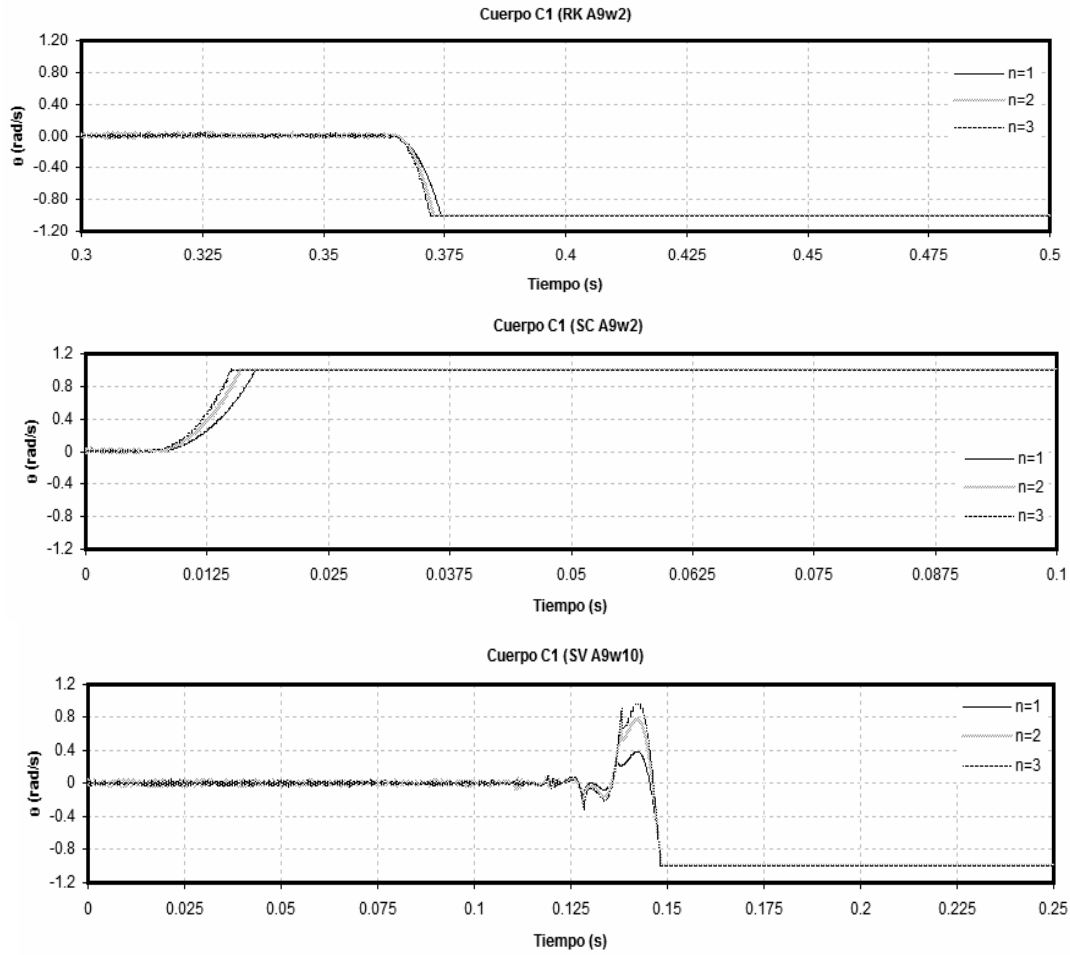 Cuerpo C1 (RK A9w2)
1.20
0.80
0.40
0.00
-0.40
-0.80
-1.20
θ (rad/s)
n=1
n=2
n=3
0.3 0.325 0.35 0.375 0.4 0.425 0.45 0.475 0.5
Tiempo (s)
Cuerpo C1 (SC A9w2)
1.2
0.8
0.4
0
-0.4
-0.8
-1.2
θ (rad/s)
n=1
n=2
n=3
0 0.0125 0.025 0.0375 0.05 0.0625 0.075 0.0875 0.1
Tiempo (s)
Cuerpo C1 (SV A9w10)
1.2
0.8
0.4
0
-0.4
-0.8
-1.2
θ (rad/s)
n=1
n=2
n=3
0 0.025 0.05 0.075 0.1 0.125 0.15 0.175 0.2 0.225 0.25
Tiempo (s)